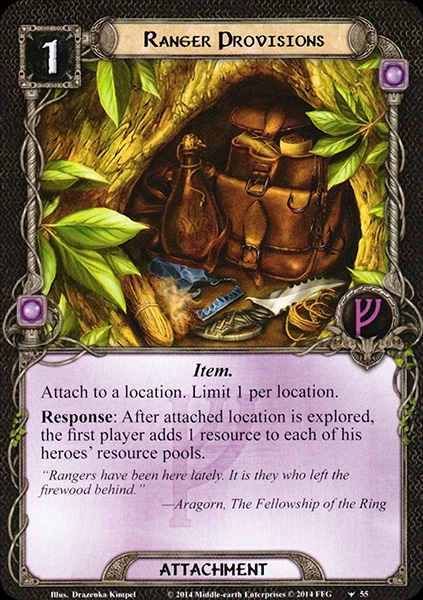 1
RANGER PROVISIONS
Item.
Attach to a location. Limit 1 per location.
Response: After attached location is explored,
the first player adds 1 resource to each of his
heroes’ resource pools.
“Rangers have been here lately. It is they who left the
firewood behind.”
—Aragorn, The Fellowship of the Ring
ATTACHMENT
Illus. Drazenka Kimpel © 2014 Middle-earth Enterprises © 2014 FFG 55